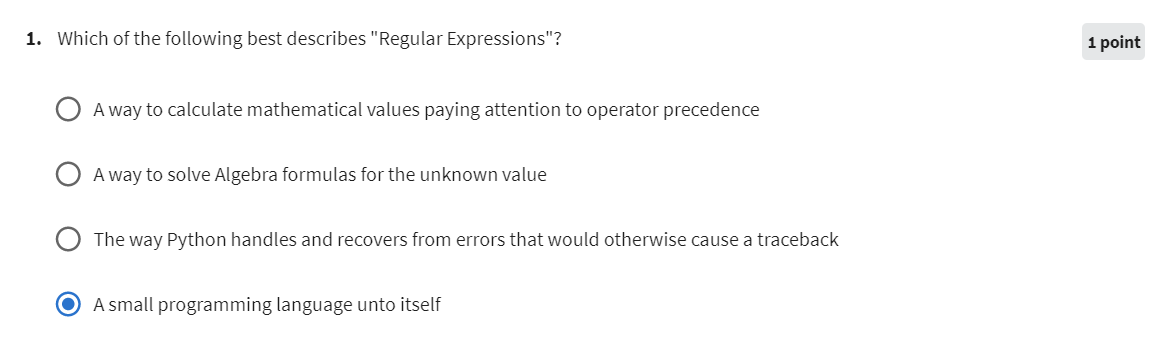 1. Which of the following best describes "Regular Expressions"?
1 point
A way to calculate mathematical values paying attention to operator precedence
A way to solve Algebra formulas for the unknown value
The way Python handles and recovers from errors that would otherwise cause a traceback
A small programming language unto itself